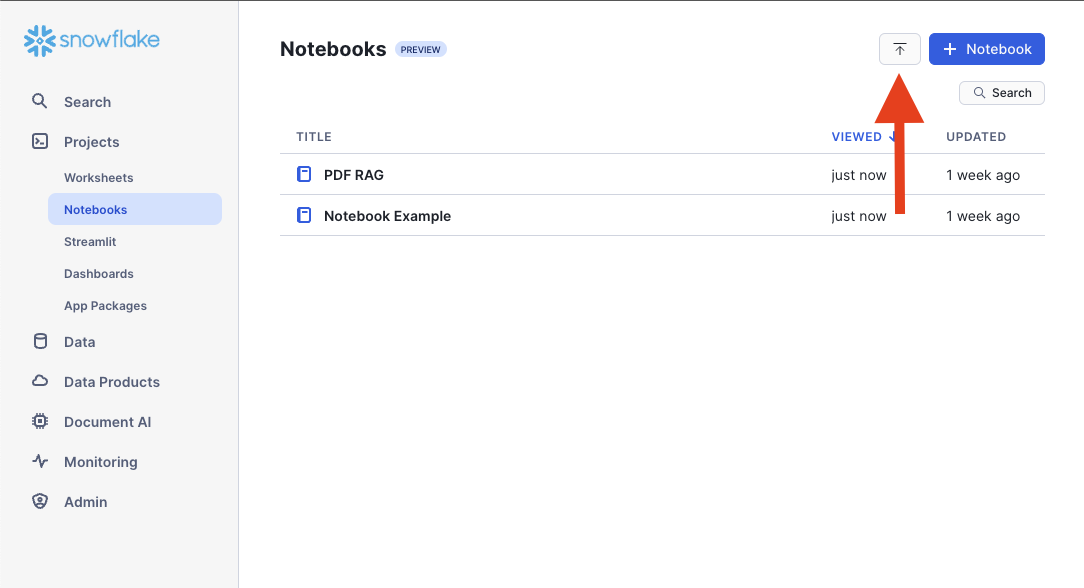 snowflake
Notebooks PREVIEW
Notebook
Search
Search
Projects
Worksheets
Notebooks
Streamlit
Dashboards
App Packages
Data
Data Products
Document AI
Monitoring
Admin
TITLE VIEWED UPDATED
PDF RAG just now 1 week ago
Notebook Example just now 1 week ago